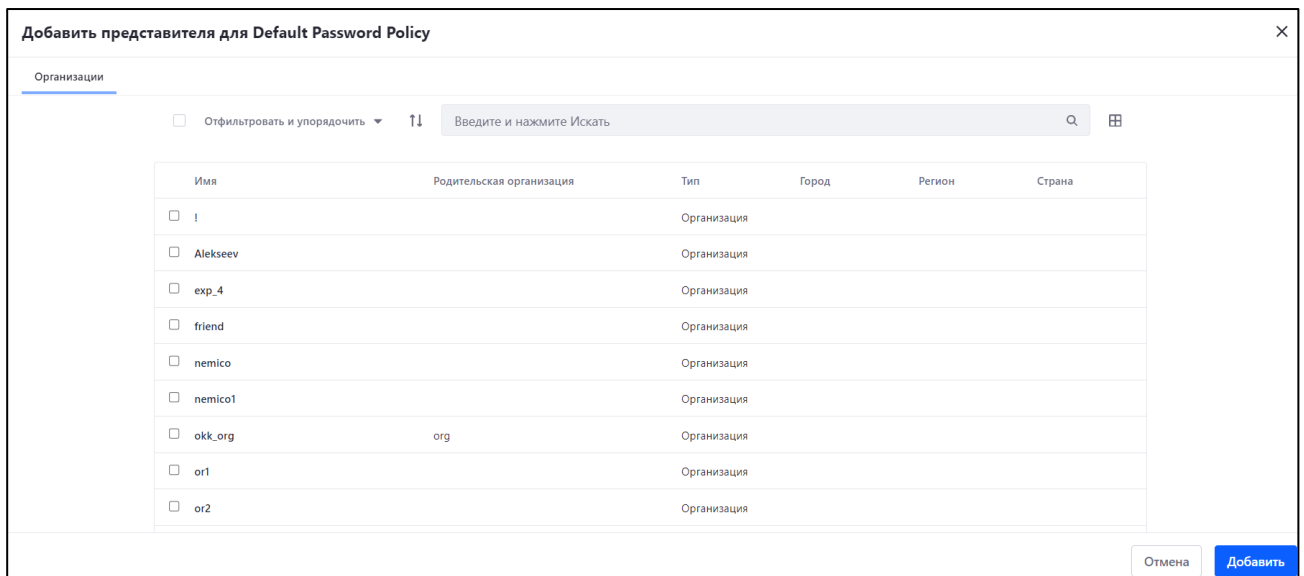 Добавить представителя для Default Password Policy
Организации
Отфильтровать и упорядочить
Введите и нажмите Искать
Имя Родительская организация Тип Город Регион Страна
! Организация
Alekseev Организация
exp_4 Организация
friend Организация
nemico Организация
nemico1 Организация
okk_org org Организация
or1 Организация
or2 Организация
Отмена Добавить